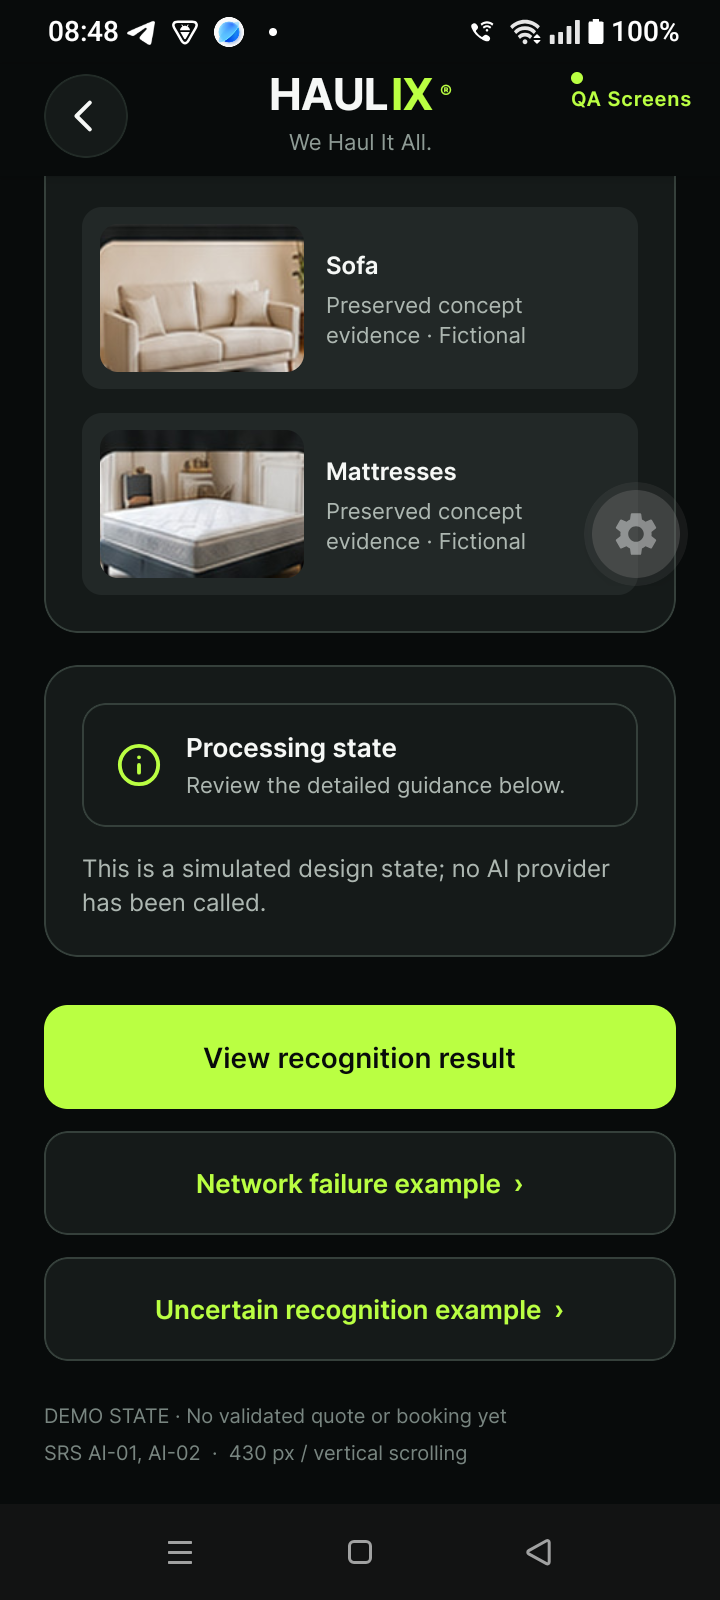 08:48
100%
HAULIX ®
QA Screens
We Haul It All.
Sofa
Preserved concept
evidence · Fictional
Mattresses
Preserved concept
evidence · Fictional
Processing state
Review the detailed guidance below.
This is a simulated design state; no AI provider
has been called.
View recognition result
Network failure example ›
Uncertain recognition example ›
DEMO STATE · No validated quote or booking yet
SRS AI-01, AI-02 · 430 px / vertical scrolling